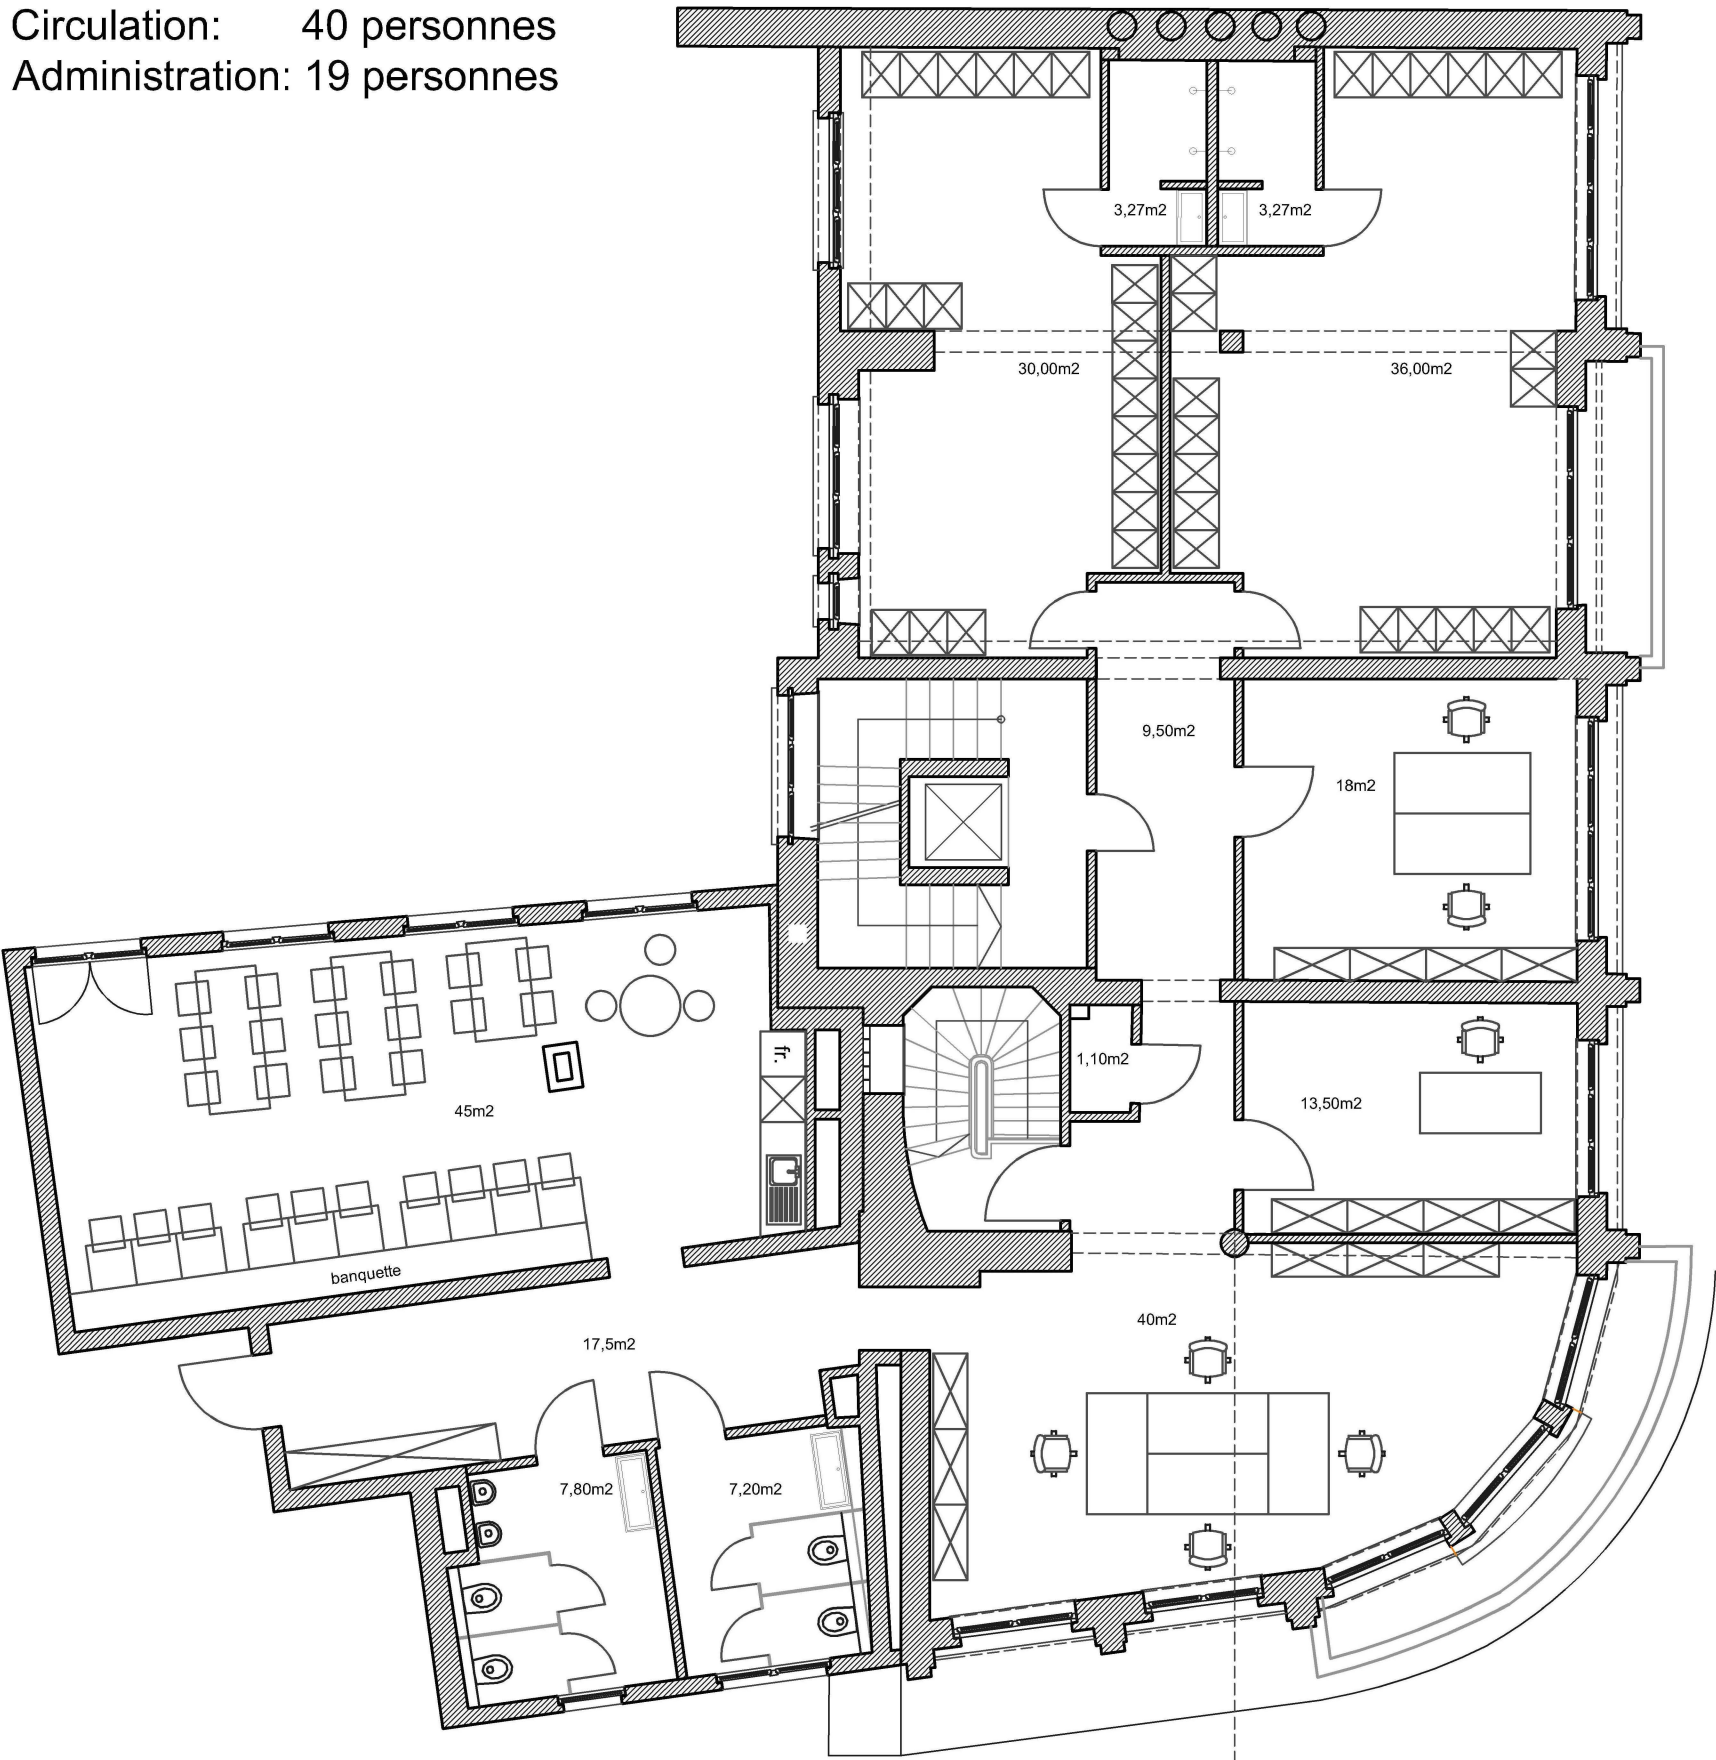 Circulation: 40 personnes
Administration: 19 personnes
3,27m2 3,27m2
30,00m2 36,00m2
9,50m2
18m2
fr.
1,10m2
13,50m2
45m2
banquette
40m2
17,5m2
7,80m2 7,20m2